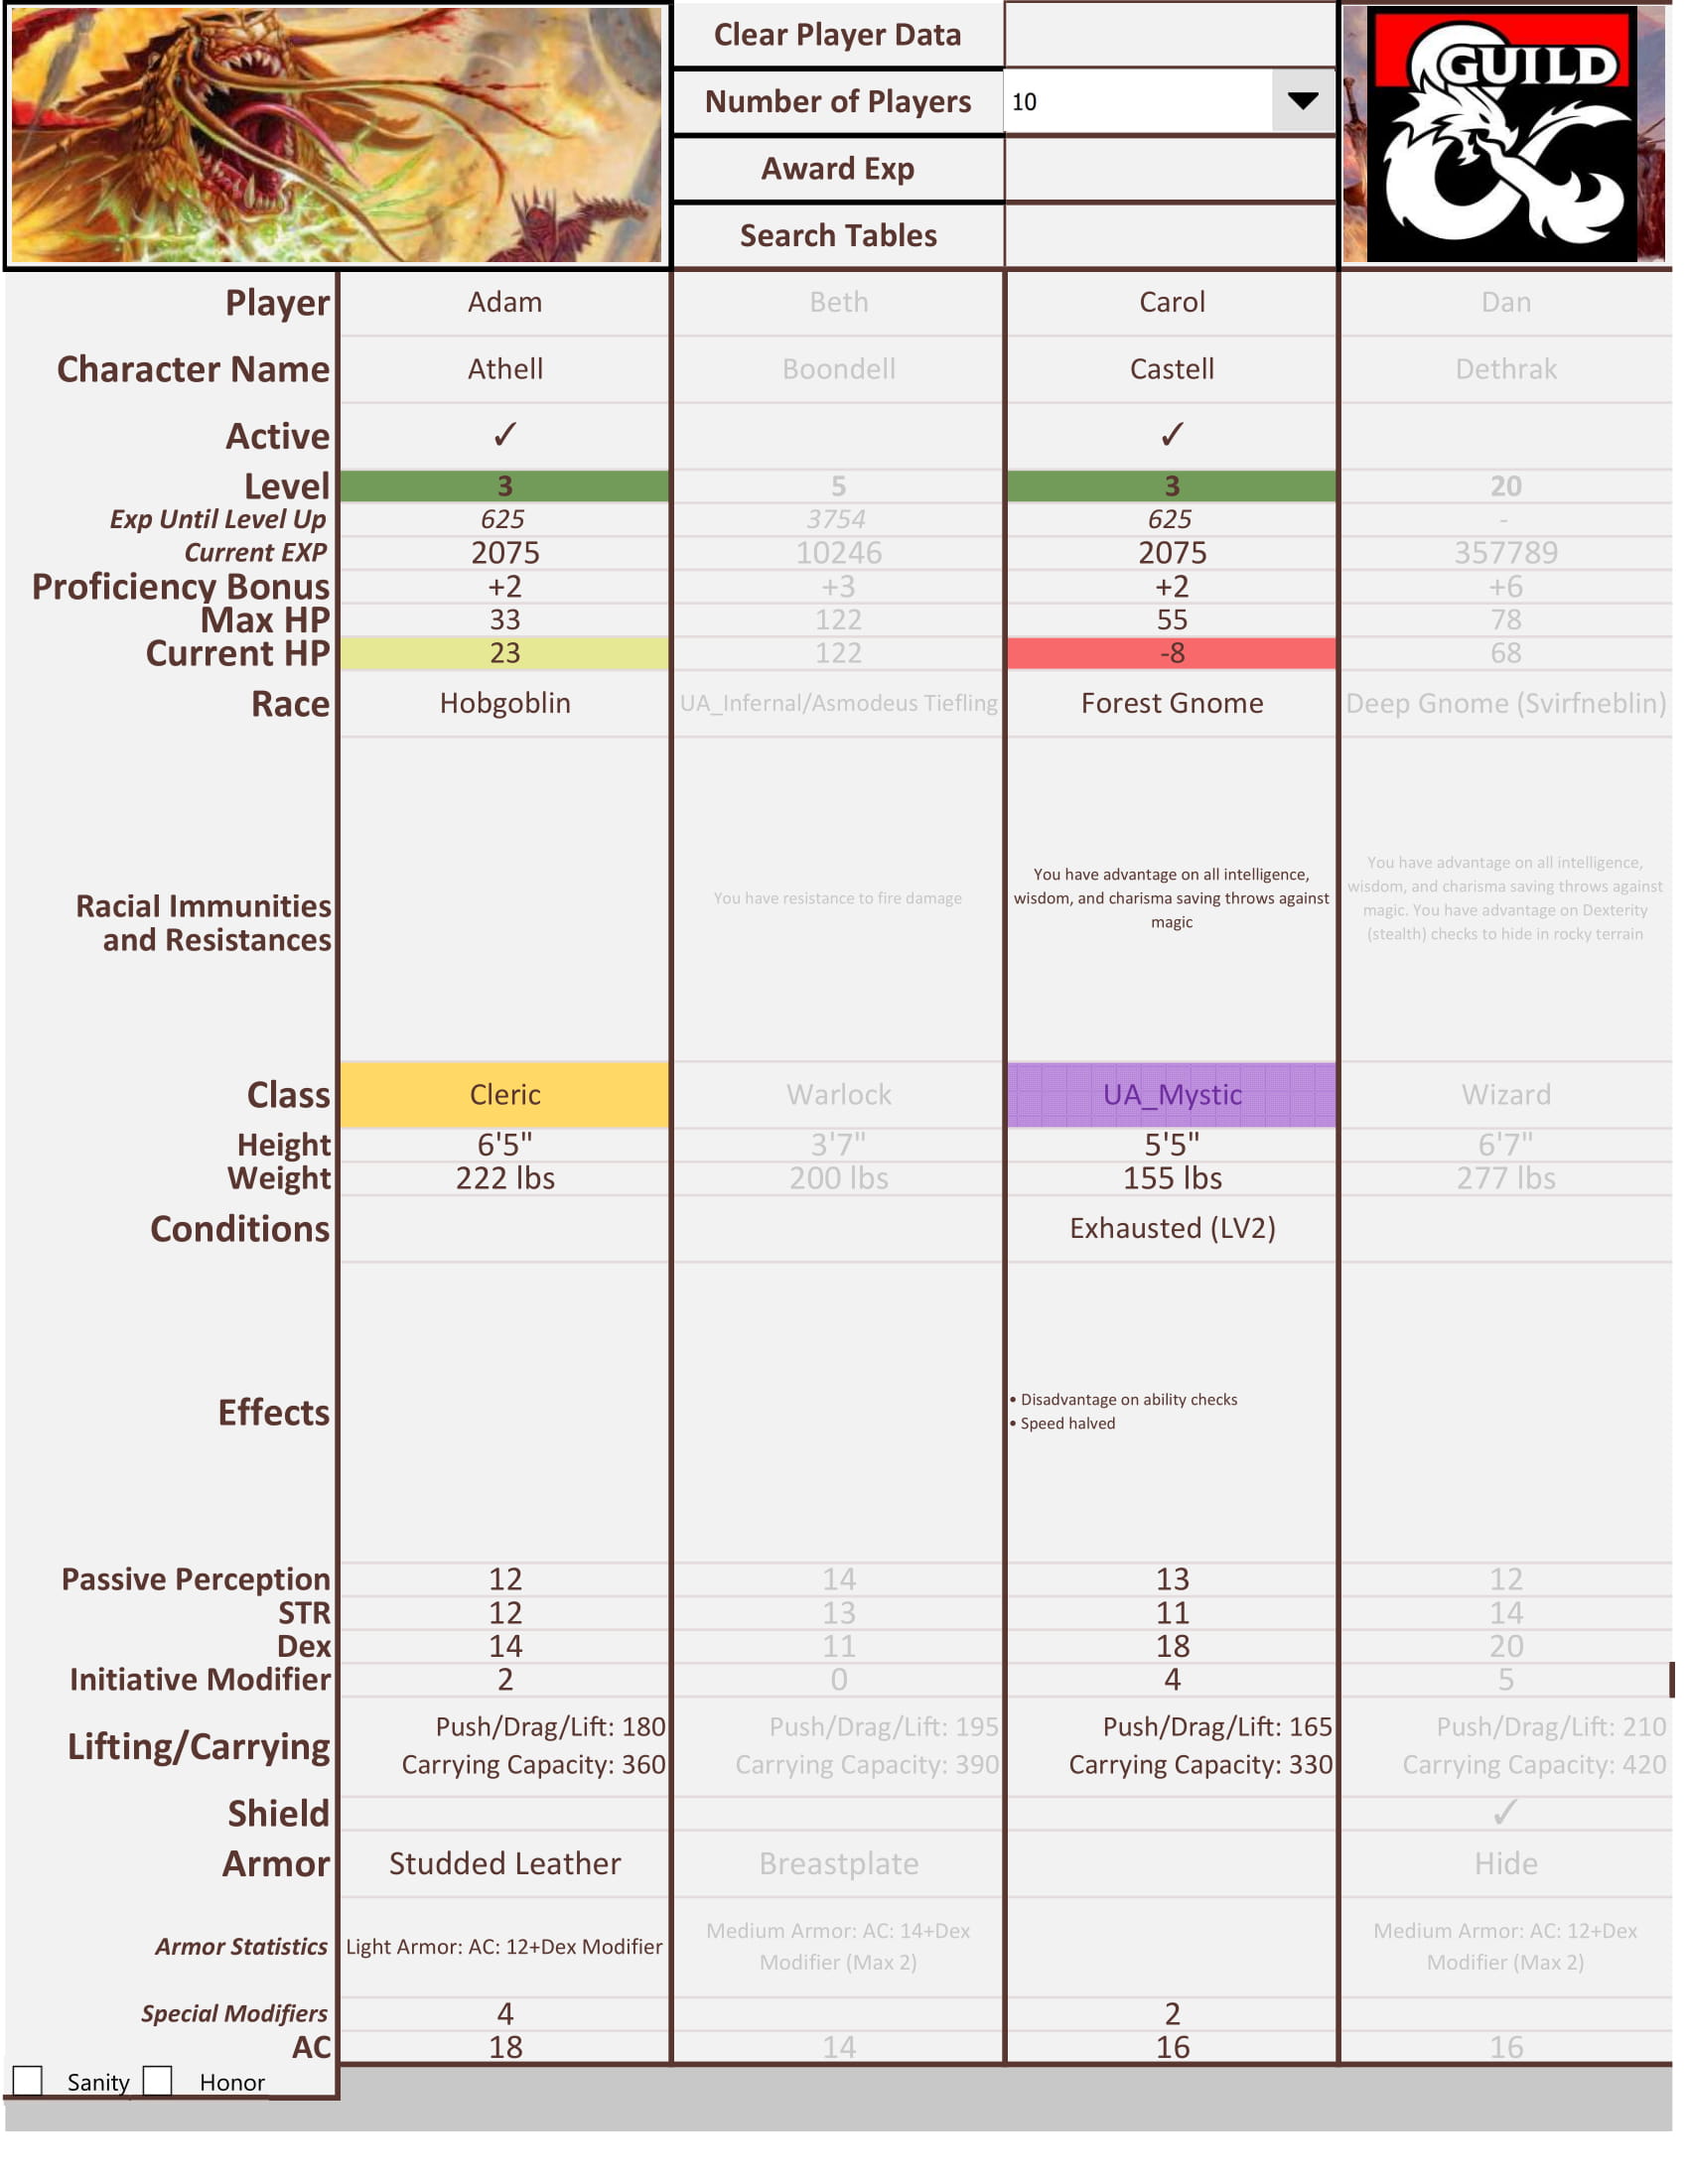 Clear Player Data
Number of Players 10
Award Exp
Search Tables
GUILD
Player Adam Beth Carol Dan
Character Name Athell Boondell Castell Dethrak
Active ✓ ✓
Level 3 5 3 20
Exp Until Level Up 625 3754 625 -
Current EXP 2075 10246 2075 357789
Proficiency Bonus +2 +3 +2 +6
Max HP 33 122 55 78
Current HP 23 122 -8 68
Race Hobgoblin UA_Infernal/Asmodeus Tiefling Forest Gnome Deep Gnome (Svirfneblin)
Racial Immunities
and Resistances
You have resistance to fire damage
You have advantage on all intelligence,
wisdom, and charisma saving throws against
magic
You have advantage on all intelligence,
wisdom, and charisma saving throws against
magic. You have advantage on Dexterity
(stealth) checks to hide in rocky terrain
Class Cleric Warlock UA_Mystic Wizard
Height 6'5" 3'7" 5'5" 6'7"
Weight 222 lbs 200 lbs 155 lbs 277 lbs
Conditions Exhausted (LV2)
Effects
• Disadvantage on ability checks
• Speed halved
Passive Perception 12 14 13 12
STR 12 13 11 14
Dex 14 11 18 20
Initiative Modifier 2 0 4 5
Lifting/Carrying
Push/Drag/Lift: 180 Push/Drag/Lift: 195 Push/Drag/Lift: 165 Push/Drag/Lift: 210
Carrying Capacity: 360 Carrying Capacity: 390 Carrying Capacity: 330 Carrying Capacity: 420
Shield ✓
Armor Studded Leather Breastplate Hide
Armor Statistics Light Armor: AC: 12+Dex Modifier
Medium Armor: AC: 14+Dex
Modifier (Max 2)
Medium Armor: AC: 12+Dex
Modifier (Max 2)
Special Modifiers 4 2
AC 18 14 16 16
Sanity Honor